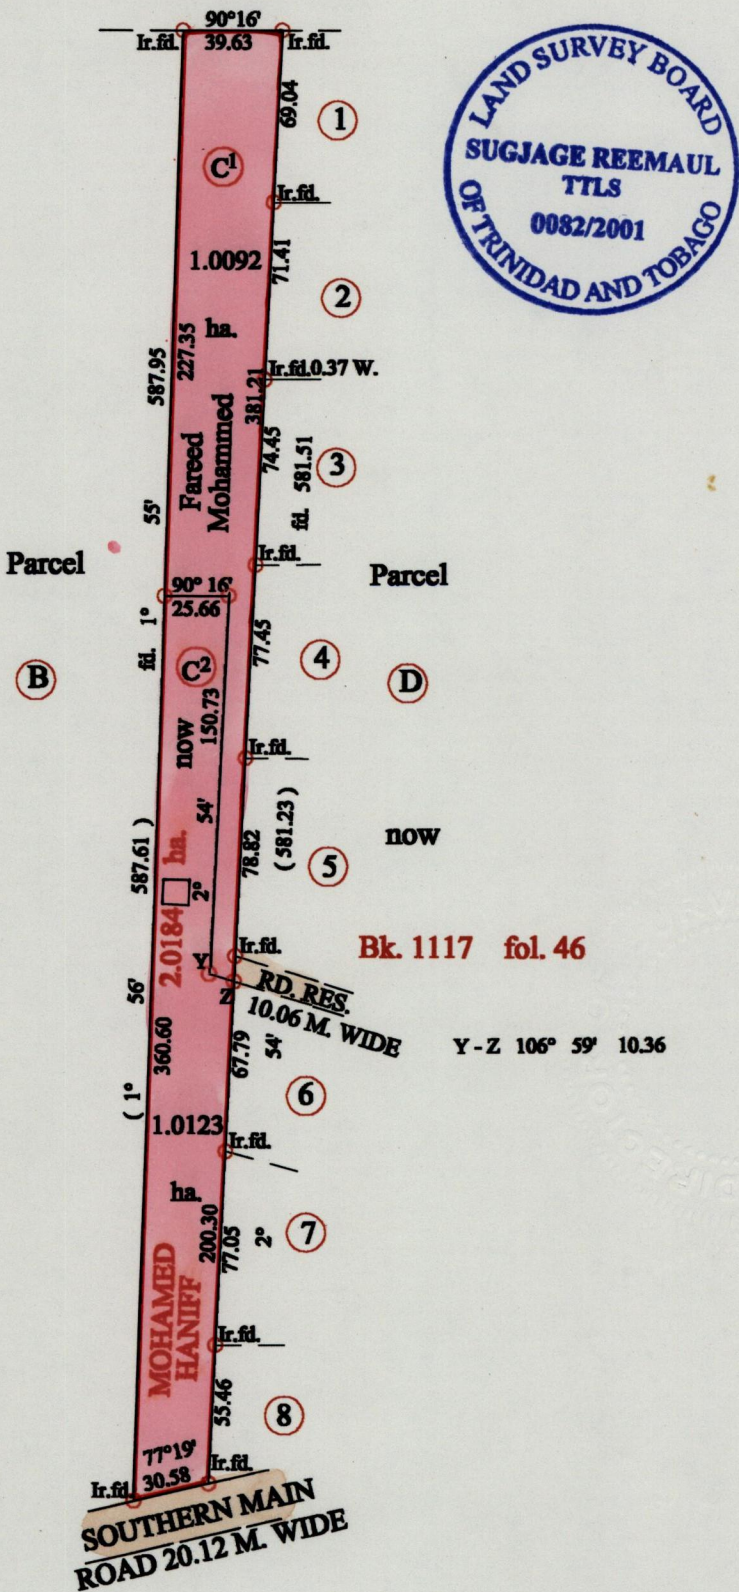 90°16'
Ir.fd. 39.63 Ir.fd.
LAND SURVEY BOARD
SUGJAGE REEMAUL
TTLS
0082/2001
OF TRINIDAD AND TOBAGO
69.04
1
C1
Ir.fd.
1.0092
71.41
2
ha.
587.95
227.35
Ir.fd.0.37 W.
381.21
Fareed
Mohammed
74.45
fd. 581.51
3
55'
Ir.fd.
Parcel
Parcel
90° 16'
25.66
fd. 1°
77.45
4
C2
B
D
now
150.73
Ir.fd.
54'
78.82
( 581.23 )
now
587.61 )
2.0184 ha.
2°
5
Ir.fd.
Bk. 1117 fol. 46
Y
Z
RD. RES.
10.06 M. WIDE
Y - Z 106° 59' 10.36
56'
360.60
67.79
54'
( 1°
6
1.0123
Ir.fd.
ha.
200.30
77.05
2°
7
MOHAMED
HANIFF
Ir.fd.
55.46
8
77°19'
Ir.fd. 30.58 Ir.fd.
SOUTHERN MAIN
ROAD 20.12 M. WIDE